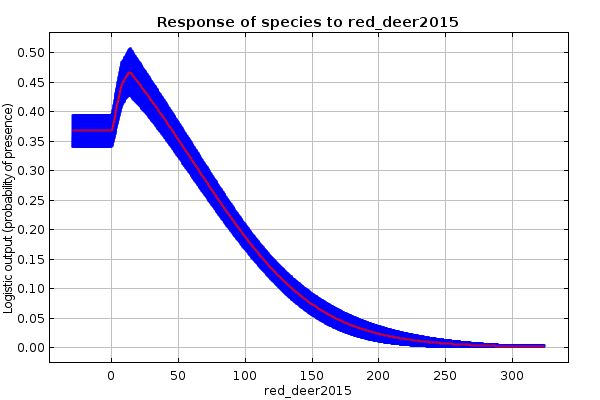 Response of species to red_deer2015
Logistic output (probability of presence)
0.50
0.45
0.40
0.35
0.30
0.25
0.20
0.15
0.10
0.05
0.00
0 50 100 150 200 250 300
red_deer2015